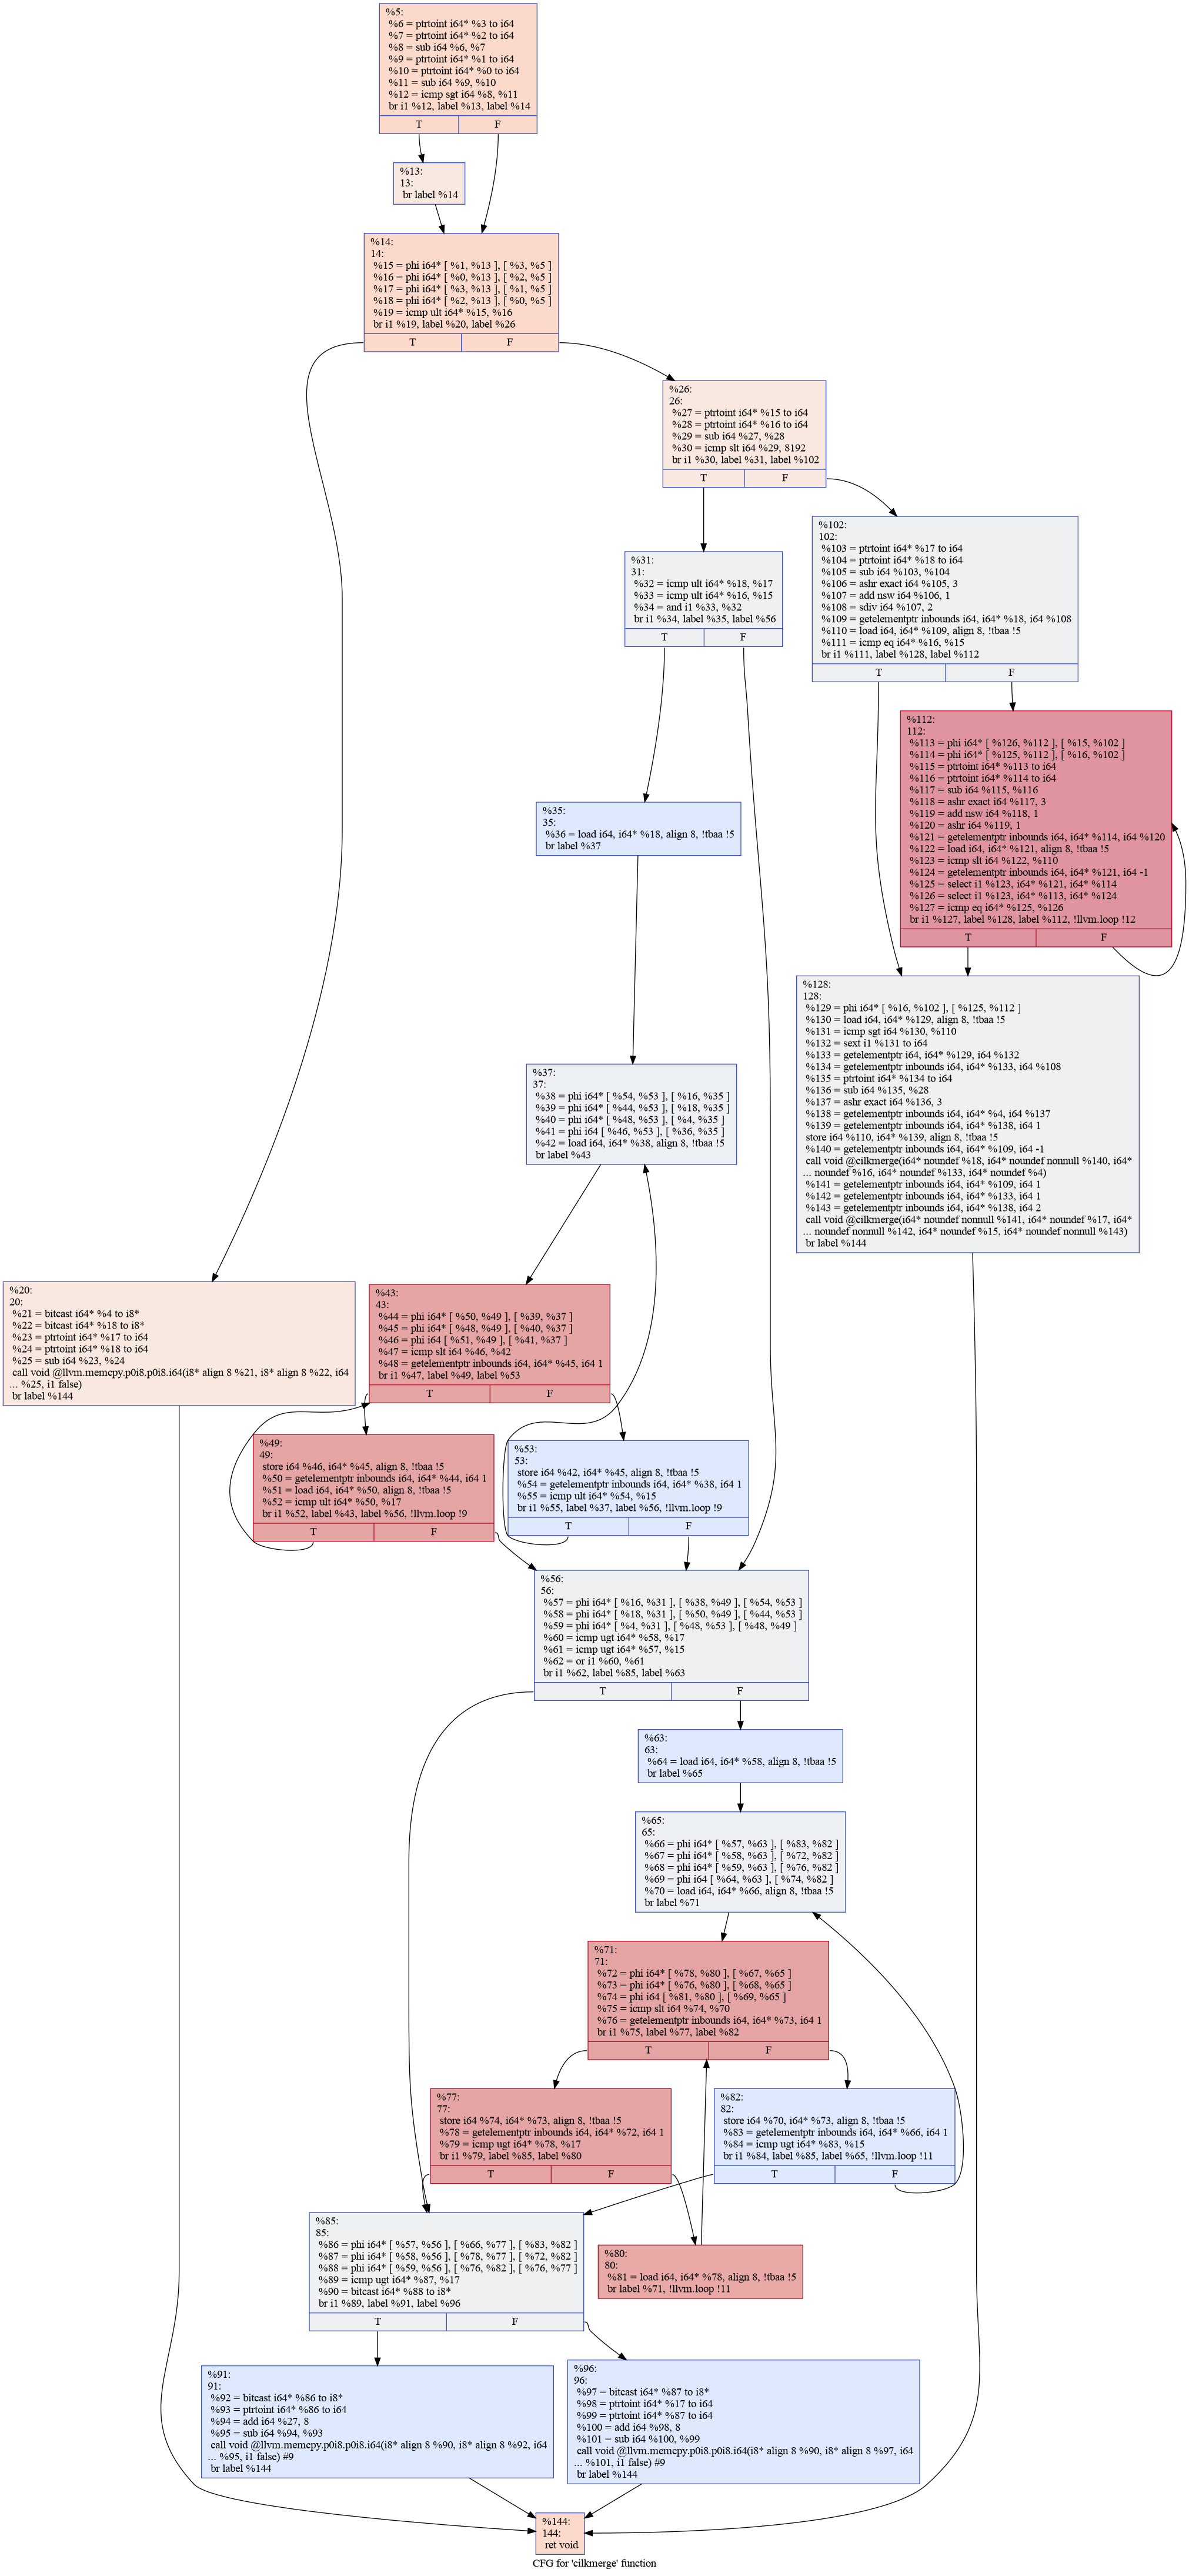 %5:
%6 = ptrtoint i64* %3 to i64
%7 = ptrtoint i64* %2 to i64
%8 = sub i64 %6, %7
%9 = ptrtoint i64* %1 to i64
%10 = ptrtoint i64* %0 to i64
%11 = sub i64 %9, %10
%12 = icmp sgt i64 %8, %11
br i1 %12, label %13, label %14
T F
%13:
13:
br label %14
%14:
14:
%15 = phi i64* [ %1, %13 ], [ %3, %5 ]
%16 = phi i64* [ %0, %13 ], [ %2, %5 ]
%17 = phi i64* [ %3, %13 ], [ %1, %5 ]
%18 = phi i64* [ %2, %13 ], [ %0, %5 ]
%19 = icmp ult i64* %15, %16
br i1 %19, label %20, label %26
T F
%26:
26:
%27 = ptrtoint i64* %15 to i64
%28 = ptrtoint i64* %16 to i64
%29 = sub i64 %27, %28
%30 = icmp slt i64 %29, 8192
br i1 %30, label %31, label %102
T F
%102:
102:
%103 = ptrtoint i64* %17 to i64
%104 = ptrtoint i64* %18 to i64
%105 = sub i64 %103, %104
%106 = ashr exact i64 %105, 3
%107 = add nsw i64 %106, 1
%108 = sdiv i64 %107, 2
%109 = getelementptr inbounds i64, i64* %18, i64 %108
%110 = load i64, i64* %109, align 8, !tbaa !5
%111 = icmp eq i64* %16, %15
br i1 %111, label %128, label %112
T F
%31:
31:
%32 = icmp ult i64* %18, %17
%33 = icmp ult i64* %16, %15
%34 = and i1 %33, %32
br i1 %34, label %35, label %56
T F
%112:
112:
%113 = phi i64* [ %126, %112 ], [ %15, %102 ]
%114 = phi i64* [ %125, %112 ], [ %16, %102 ]
%115 = ptrtoint i64* %113 to i64
%116 = ptrtoint i64* %114 to i64
%117 = sub i64 %115, %116
%118 = ashr exact i64 %117, 3
%119 = add nsw i64 %118, 1
%120 = ashr i64 %119, 1
%121 = getelementptr inbounds i64, i64* %114, i64 %120
%122 = load i64, i64* %121, align 8, !tbaa !5
%123 = icmp slt i64 %122, %110
%124 = getelementptr inbounds i64, i64* %121, i64 -1
%125 = select i1 %123, i64* %121, i64* %114
%126 = select i1 %123, i64* %113, i64* %124
%127 = icmp eq i64* %125, %126
br i1 %127, label %128, label %112, !llvm.loop !12
T F
%35:
35:
%36 = load i64, i64* %18, align 8, !tbaa !5
br label %37
%128:
128:
%129 = phi i64* [ %16, %102 ], [ %125, %112 ]
%130 = load i64, i64* %129, align 8, !tbaa !5
%131 = icmp sgt i64 %130, %110
%132 = sext i1 %131 to i64
%133 = getelementptr i64, i64* %129, i64 %132
%134 = getelementptr inbounds i64, i64* %133, i64 %108
%135 = ptrtoint i64* %134 to i64
%136 = sub i64 %135, %28
%137 = ashr exact i64 %136, 3
%138 = getelementptr inbounds i64, i64* %4, i64 %137
%139 = getelementptr inbounds i64, i64* %138, i64 1
store i64 %110, i64* %139, align 8, !tbaa !5
%140 = getelementptr inbounds i64, i64* %109, i64 -1
call void @cilkmerge(i64* noundef %18, i64* noundef nonnull %140, i64*
... noundef %16, i64* noundef %133, i64* noundef %4)
%141 = getelementptr inbounds i64, i64* %109, i64 1
%142 = getelementptr inbounds i64, i64* %133, i64 1
%143 = getelementptr inbounds i64, i64* %138, i64 2
call void @cilkmerge(i64* noundef nonnull %141, i64* noundef %17, i64*
... noundef nonnull %142, i64* noundef %15, i64* noundef nonnull %143)
br label %144
%37:
37:
%38 = phi i64* [ %54, %53 ], [ %16, %35 ]
%39 = phi i64* [ %44, %53 ], [ %18, %35 ]
%40 = phi i64* [ %48, %53 ], [ %4, %35 ]
%41 = phi i64 [ %46, %53 ], [ %36, %35 ]
%42 = load i64, i64* %38, align 8, !tbaa !5
br label %43
%20:
20:
%21 = bitcast i64* %4 to i8*
%22 = bitcast i64* %18 to i8*
%23 = ptrtoint i64* %17 to i64
%24 = ptrtoint i64* %18 to i64
%25 = sub i64 %23, %24
call void @llvm.memcpy.p0i8.p0i8.i64(i8* align 8 %21, i8* align 8 %22, i64
... %25, i1 false)
br label %144
%43:
43:
%44 = phi i64* [ %50, %49 ], [ %39, %37 ]
%45 = phi i64* [ %48, %49 ], [ %40, %37 ]
%46 = phi i64 [ %51, %49 ], [ %41, %37 ]
%47 = icmp slt i64 %46, %42
%48 = getelementptr inbounds i64, i64* %45, i64 1
br i1 %47, label %49, label %53
T F
%49:
49:
store i64 %46, i64* %45, align 8, !tbaa !5
%50 = getelementptr inbounds i64, i64* %44, i64 1
%51 = load i64, i64* %50, align 8, !tbaa !5
%52 = icmp ult i64* %50, %17
br i1 %52, label %43, label %56, !llvm.loop !9
T F
%53:
53:
store i64 %42, i64* %45, align 8, !tbaa !5
%54 = getelementptr inbounds i64, i64* %38, i64 1
%55 = icmp ult i64* %54, %15
br i1 %55, label %37, label %56, !llvm.loop !9
T F
%56:
56:
%57 = phi i64* [ %16, %31 ], [ %38, %49 ], [ %54, %53 ]
%58 = phi i64* [ %18, %31 ], [ %50, %49 ], [ %44, %53 ]
%59 = phi i64* [ %4, %31 ], [ %48, %53 ], [ %48, %49 ]
%60 = icmp ugt i64* %58, %17
%61 = icmp ugt i64* %57, %15
%62 = or i1 %60, %61
br i1 %62, label %85, label %63
T F
%63:
63:
%64 = load i64, i64* %58, align 8, !tbaa !5
br label %65
%65:
65:
%66 = phi i64* [ %57, %63 ], [ %83, %82 ]
%67 = phi i64* [ %58, %63 ], [ %72, %82 ]
%68 = phi i64* [ %59, %63 ], [ %76, %82 ]
%69 = phi i64 [ %64, %63 ], [ %74, %82 ]
%70 = load i64, i64* %66, align 8, !tbaa !5
br label %71
%71:
71:
%72 = phi i64* [ %78, %80 ], [ %67, %65 ]
%73 = phi i64* [ %76, %80 ], [ %68, %65 ]
%74 = phi i64 [ %81, %80 ], [ %69, %65 ]
%75 = icmp slt i64 %74, %70
%76 = getelementptr inbounds i64, i64* %73, i64 1
br i1 %75, label %77, label %82
T F
%77:
77:
store i64 %74, i64* %73, align 8, !tbaa !5
%78 = getelementptr inbounds i64, i64* %72, i64 1
%79 = icmp ugt i64* %78, %17
br i1 %79, label %85, label %80
T F
%82:
82:
store i64 %70, i64* %73, align 8, !tbaa !5
%83 = getelementptr inbounds i64, i64* %66, i64 1
%84 = icmp ugt i64* %83, %15
br i1 %84, label %85, label %65, !llvm.loop !11
T F
%85:
85:
%86 = phi i64* [ %57, %56 ], [ %66, %77 ], [ %83, %82 ]
%87 = phi i64* [ %58, %56 ], [ %78, %77 ], [ %72, %82 ]
%88 = phi i64* [ %59, %56 ], [ %76, %82 ], [ %76, %77 ]
%89 = icmp ugt i64* %87, %17
%90 = bitcast i64* %88 to i8*
br i1 %89, label %91, label %96
T F
%80:
80:
%81 = load i64, i64* %78, align 8, !tbaa !5
br label %71, !llvm.loop !11
%91:
91:
%92 = bitcast i64* %86 to i8*
%93 = ptrtoint i64* %86 to i64
%94 = add i64 %27, 8
%95 = sub i64 %94, %93
call void @llvm.memcpy.p0i8.p0i8.i64(i8* align 8 %90, i8* align 8 %92, i64
... %95, i1 false) #9
br label %144
%96:
96:
%97 = bitcast i64* %87 to i8*
%98 = ptrtoint i64* %17 to i64
%99 = ptrtoint i64* %87 to i64
%100 = add i64 %98, 8
%101 = sub i64 %100, %99
call void @llvm.memcpy.p0i8.p0i8.i64(i8* align 8 %90, i8* align 8 %97, i64
... %101, i1 false) #9
br label %144
%144:
144:
ret void
CFG for 'cilkmerge' function